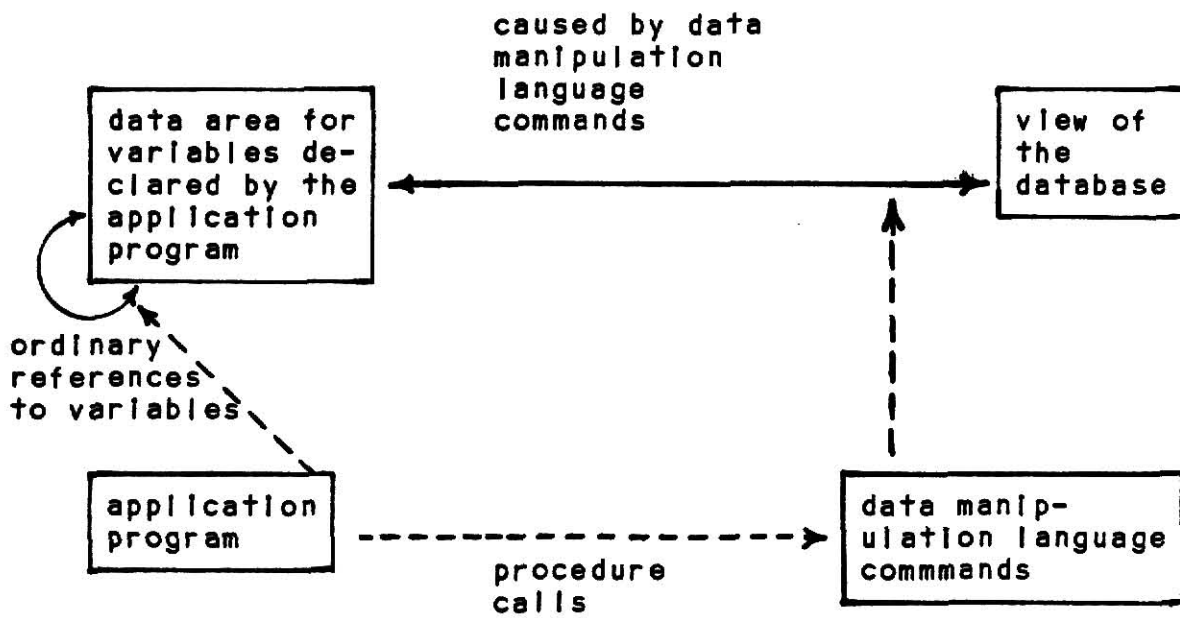 caused by data
manipulation
language
commands
data area for
variables de-
clared by the
application
program
view of
the
database
ordinary
references
to variables
application
program
procedure
calls
data manip-
ulation language
commmands